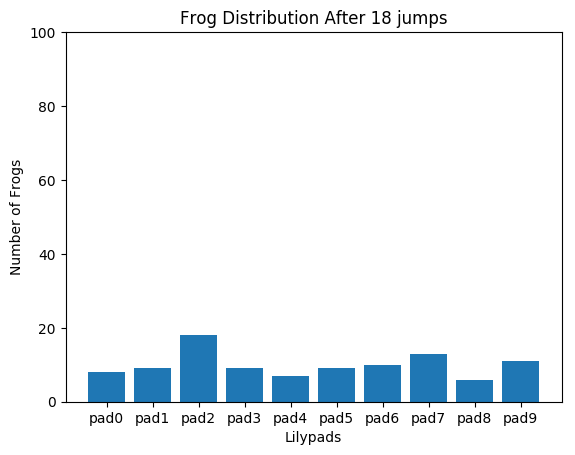 Frog Distribution After 18 jumps
100
80
60
40
20
0
Number of Frogs
pad0 pad1 pad2 pad3 pad4 pad5 pad6 pad7 pad8 pad9
Lilypads